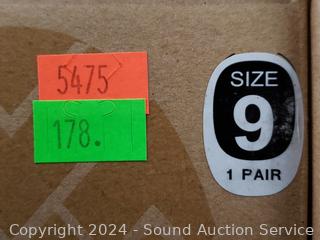 5475
178.
SIZE
9
1 PAIR
Copyright 2024 - Sound Auction Service